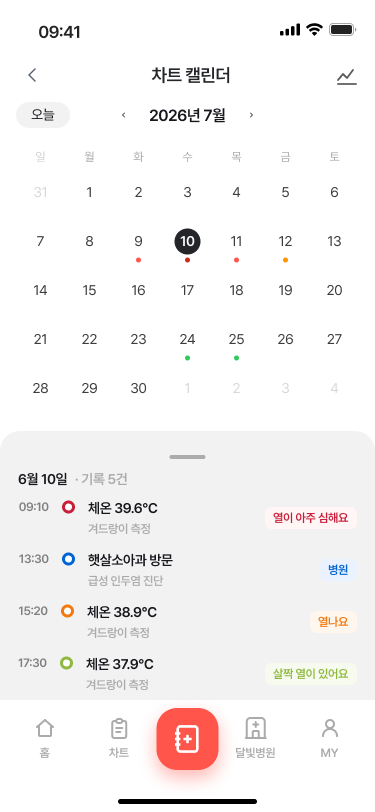 09:41
차트 캘린더
오늘
2026년 7월
일 월 화 수 목 금 토
31 1 2 3 4 5 6
7 8 9 10 11 12 13
14 15 16 17 18 19 20
21 22 23 24 25 26 27
28 29 30 1 2 3 4
6월 10일 · 기록 5건
09:10 체온 39.6°C 열이 아주 심해요
겨드랑이 측정
13:30 햇살소아과 방문 병원
급성 인두염 진단
15:20 체온 38.9°C 열나요
겨드랑이 측정
17:30 체온 37.9°C 살짝 열이 있어요
겨드랑이 측정
홈 차트 달빛병원 MY